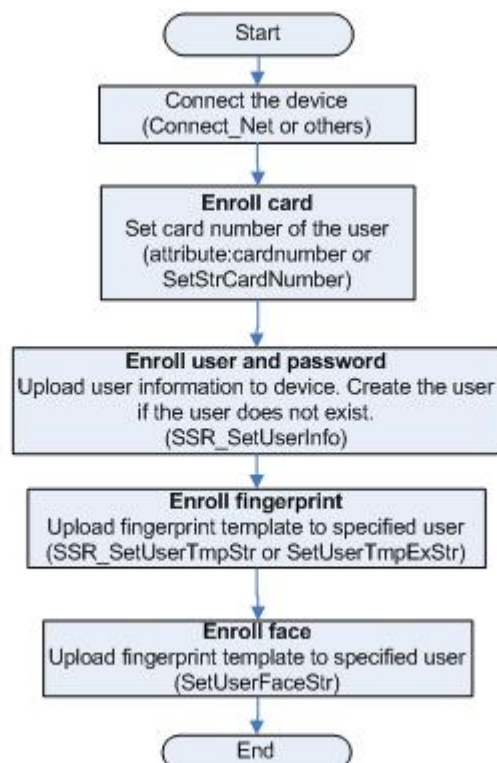 Start
Connect the device
(Connect_Net or others)
Enroll card
Set card number of the user
(attribute:cardnumber or
SetStrCardNumber)
Enroll user and password
Upload user information to device. Create the user
if the user does not exist.
(SSR_SetUserInfo)
Enroll fingerprint
Upload fingerprint template to specified user
(SSR_SetUserTmpStr or SetUserTmpExStr)
Enroll face
Upload fingerprint template to specified user
(SetUserFaceStr)
End